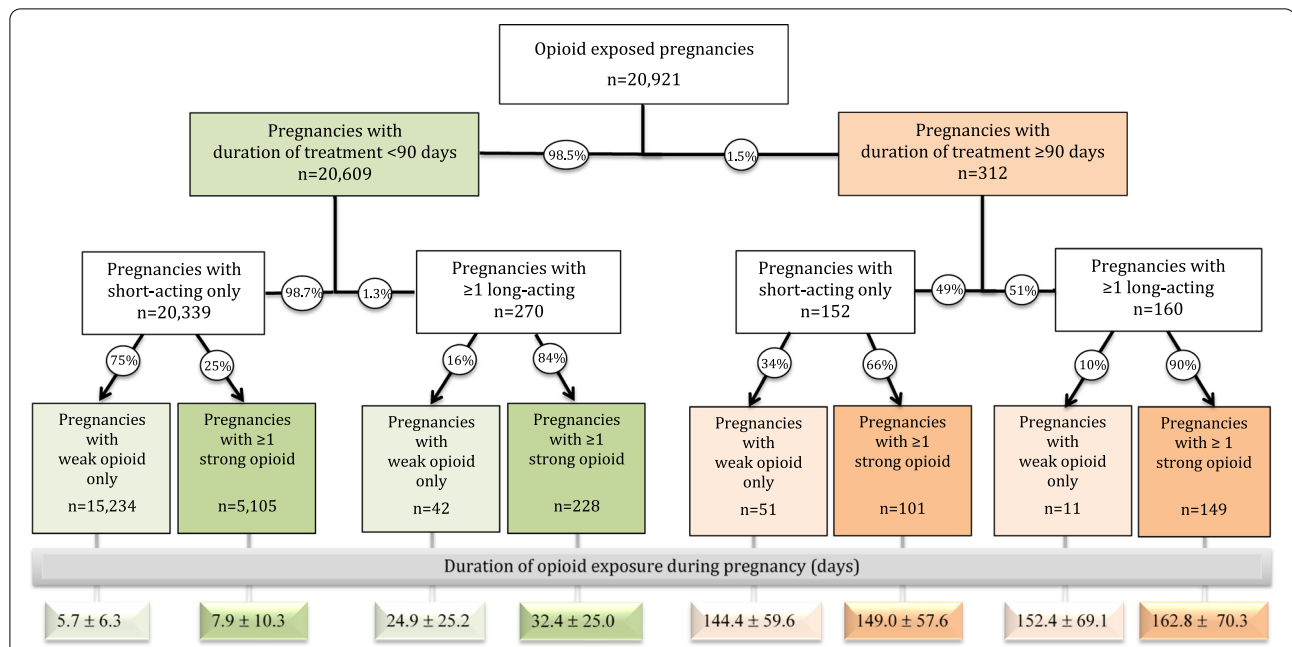 Opioid exposed pregnancies
n=20,921
Pregnancies with
duration of treatment <90 days
n=20,609
98.5%
1.5%
Pregnancies with
duration of treatment ≥90 days
n=312
Pregnancies with
short-acting only
n=20,339
98.7%
1.3%
Pregnancies with
≥1 long-acting
n=270
Pregnancies with
short-acting only
n=152
49%
51%
Pregnancies with
≥1 long-acting
n=160
75%
25%
16%
84%
34%
66%
10%
90%
Pregnancies
with
weak opioid
only
n=15,234
Pregnancies
with ≥1
strong opioid
n=5,105
Pregnancies
with
weak opioid
only
n=42
Pregnancies
with ≥1
strong opioid
n=228
Pregnancies
with
weak opioid
only
n=51
Pregnancies
with ≥1
strong opioid
n=101
Pregnancies
with
weak opioid
only
n=11
Pregnancies
with ≥ 1
strong opioid
n=149
Duration of opioid exposure during pregnancy (days)
5.7 ± 6.3
7.9 ± 10.3
24.9 ± 25.2
32.4 ± 25.0
144.4 ± 59.6
149.0 ± 57.6
152.4 ± 69.1
162.8 ± 70.3